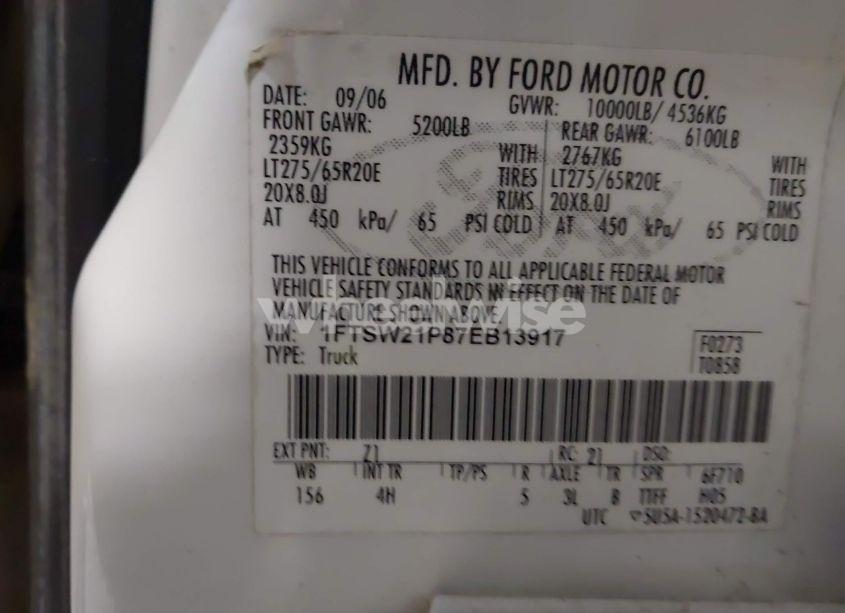 MFD. BY FORD MOTOR CO.
DATE: 09/06 GVWR: 10000LB/ 4536KG
FRONT GAWR: 5200LB REAR GAWR: 6100LB
2359KG WITH 2767KG WITH
LT275/65R20E TIRES LT275/65R20E TIRES
20X8.0J RIMS 20X8.0J RIMS
AT 450 kPa/ 65 PSI COLD AT 450 kPa/ 65 PSI COLD
THIS VEHICLE CONFORMS TO ALL APPLICABLE FEDERAL MOTOR
VEHICLE SAFETY STANDARDS IN EFFECT ON THE DATE OF
MANUFACTURE SHOWN ABOVE
VIN: 1FTSW21P87EB13917
TYPE: Truck
F0273
T0858
EXT PNT: Z1 RC: 21 DSO:
WB INT TR TP/PS R AXLE TR SPR 6F710
156 4H 5 3L B TTFF H05
UTC 5U5A-1520472-BA